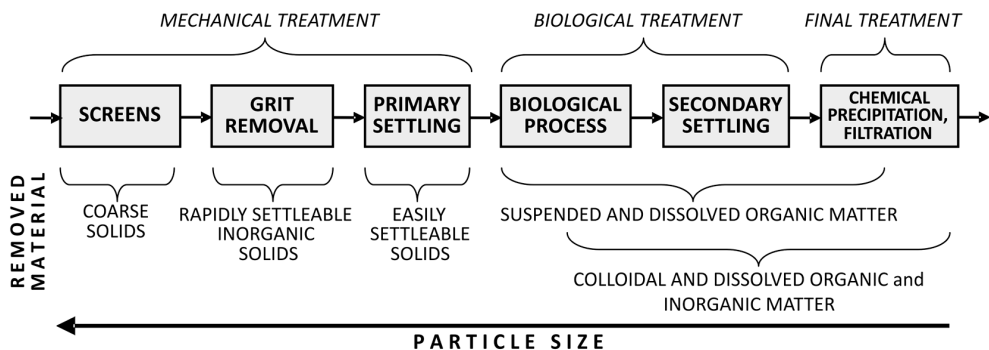 MECHANICAL TREATMENT
BIOLOGICAL TREATMENT
FINAL TREATMENT
SCREENS
GRIT
REMOVAL
PRIMARY
SETTLING
BIOLOGICAL
PROCESS
SECONDARY
SETTLING
CHEMICAL
PRECIPITATION,
FILTRATION
REMOVED
MATERIAL
COARSE
SOLIDS
RAPIDLY SETTLEABLE
INORGANIC
SOLIDS
EASILY
SETTLEABLE
SOLIDS
SUSPENDED AND DISSOLVED ORGANIC MATTER
COLLOIDAL AND DISSOLVED ORGANIC and
INORGANIC MATTER
PARTICLE SIZE